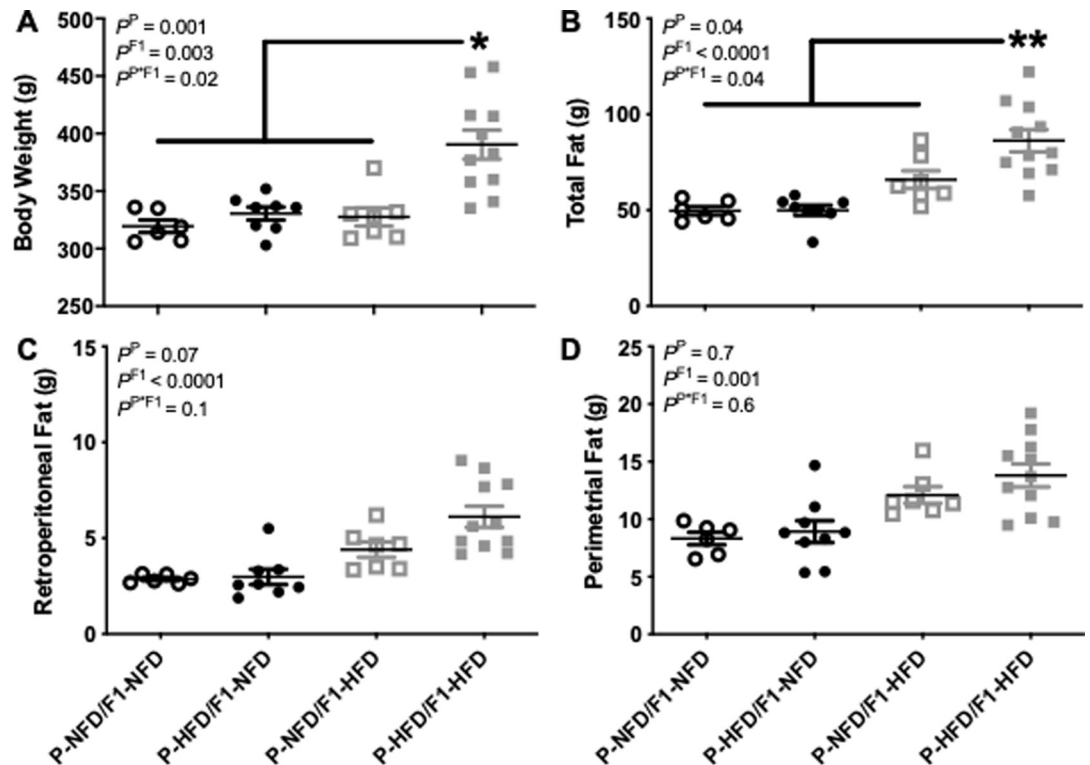 A
P^P = 0.001
P^F1 = 0.003
P^P*F1 = 0.02
*
Body Weight (g)
500
450
400
350
300
250
B
P^P = 0.04
P^F1 < 0.0001
P^P*F1 = 0.04
**
Total Fat (g)
150
100
50
0
C
P^P = 0.07
P^F1 < 0.0001
P^P*F1 = 0.1
Retroperitoneal Fat (g)
15
10
5
0
P-NFD/F1-NFD
P-HFD/F1-NFD
P-NFD/F1-HFD
P-HFD/F1-HFD
D
P^P = 0.7
P^F1 = 0.001
P^P*F1 = 0.6
Perimetrial Fat (g)
25
20
15
10
5
0
P-NFD/F1-NFD
P-HFD/F1-NFD
P-NFD/F1-HFD
P-HFD/F1-HFD